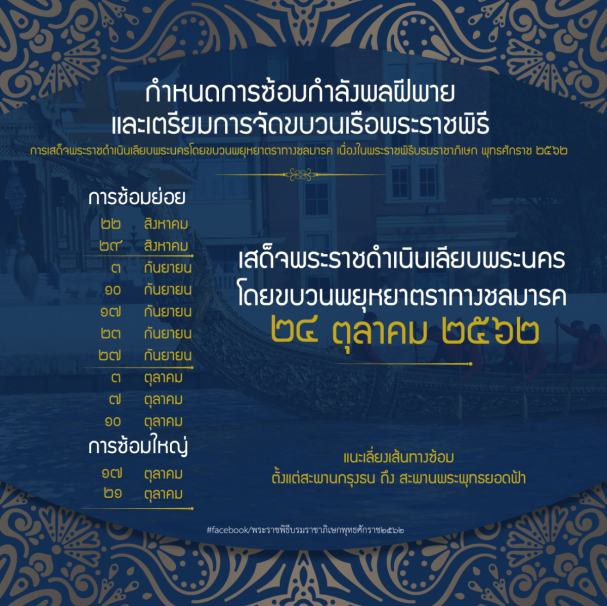 กำหนดการซ้อมกำลังพลฝีพาย
และเตรียมการจัดขบวนเรือพระราชพิธี
การเสด็จพระราชดำเนินเลียบพระนครโดยขบวนพยุหยาตราทางชลมารค เนื่องในพระราชพิธีบรมราชาภิเษก พุทธศักราช ๒๕๖๒
การซ้อมย่อย
๒๒ สิงหาคม
๒๙ สิงหาคม
๓ กันยายน
๑๐ กันยายน
๑๗ กันยายน
๒๓ กันยายน
๒๗ กันยายน
๓ ตุลาคม
๗ ตุลาคม
๑๐ ตุลาคม
การซ้อมใหญ่
๑๗ ตุลาคม
๒๑ ตุลาคม
เสด็จพระราชดำเนินเลียบพระนคร
โดยขบวนพยุหยาตราทางชลมารค
๒๔ ตุลาคม ๒๕๖๒
แนะเลี่ยงเส้นทางซ้อม
ตั้งแต่สะพานกรุงธน ถึง สะพานพระพุทธยอดฟ้า
#facebook/พระราชพิธีบรมราชาภิเษกพุทธศักราช๒๕๖๒